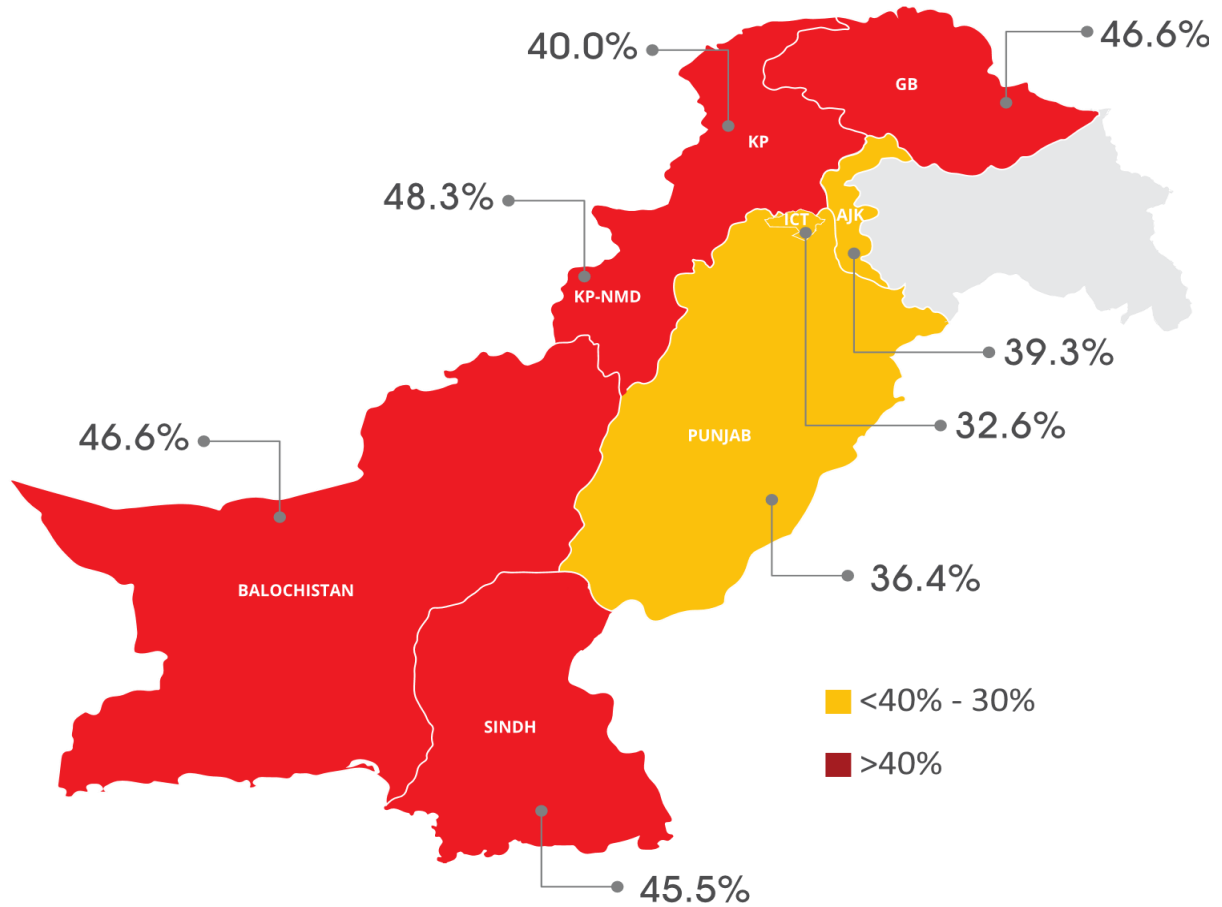 40.0%
46.6%
GB
KP
48.3%
ICT
AJK
KP-NMD
39.3%
46.6%
PUNJAB
32.6%
36.4%
BALOCHISTAN
<40% - 30%
SINDH
>40%
45.5%